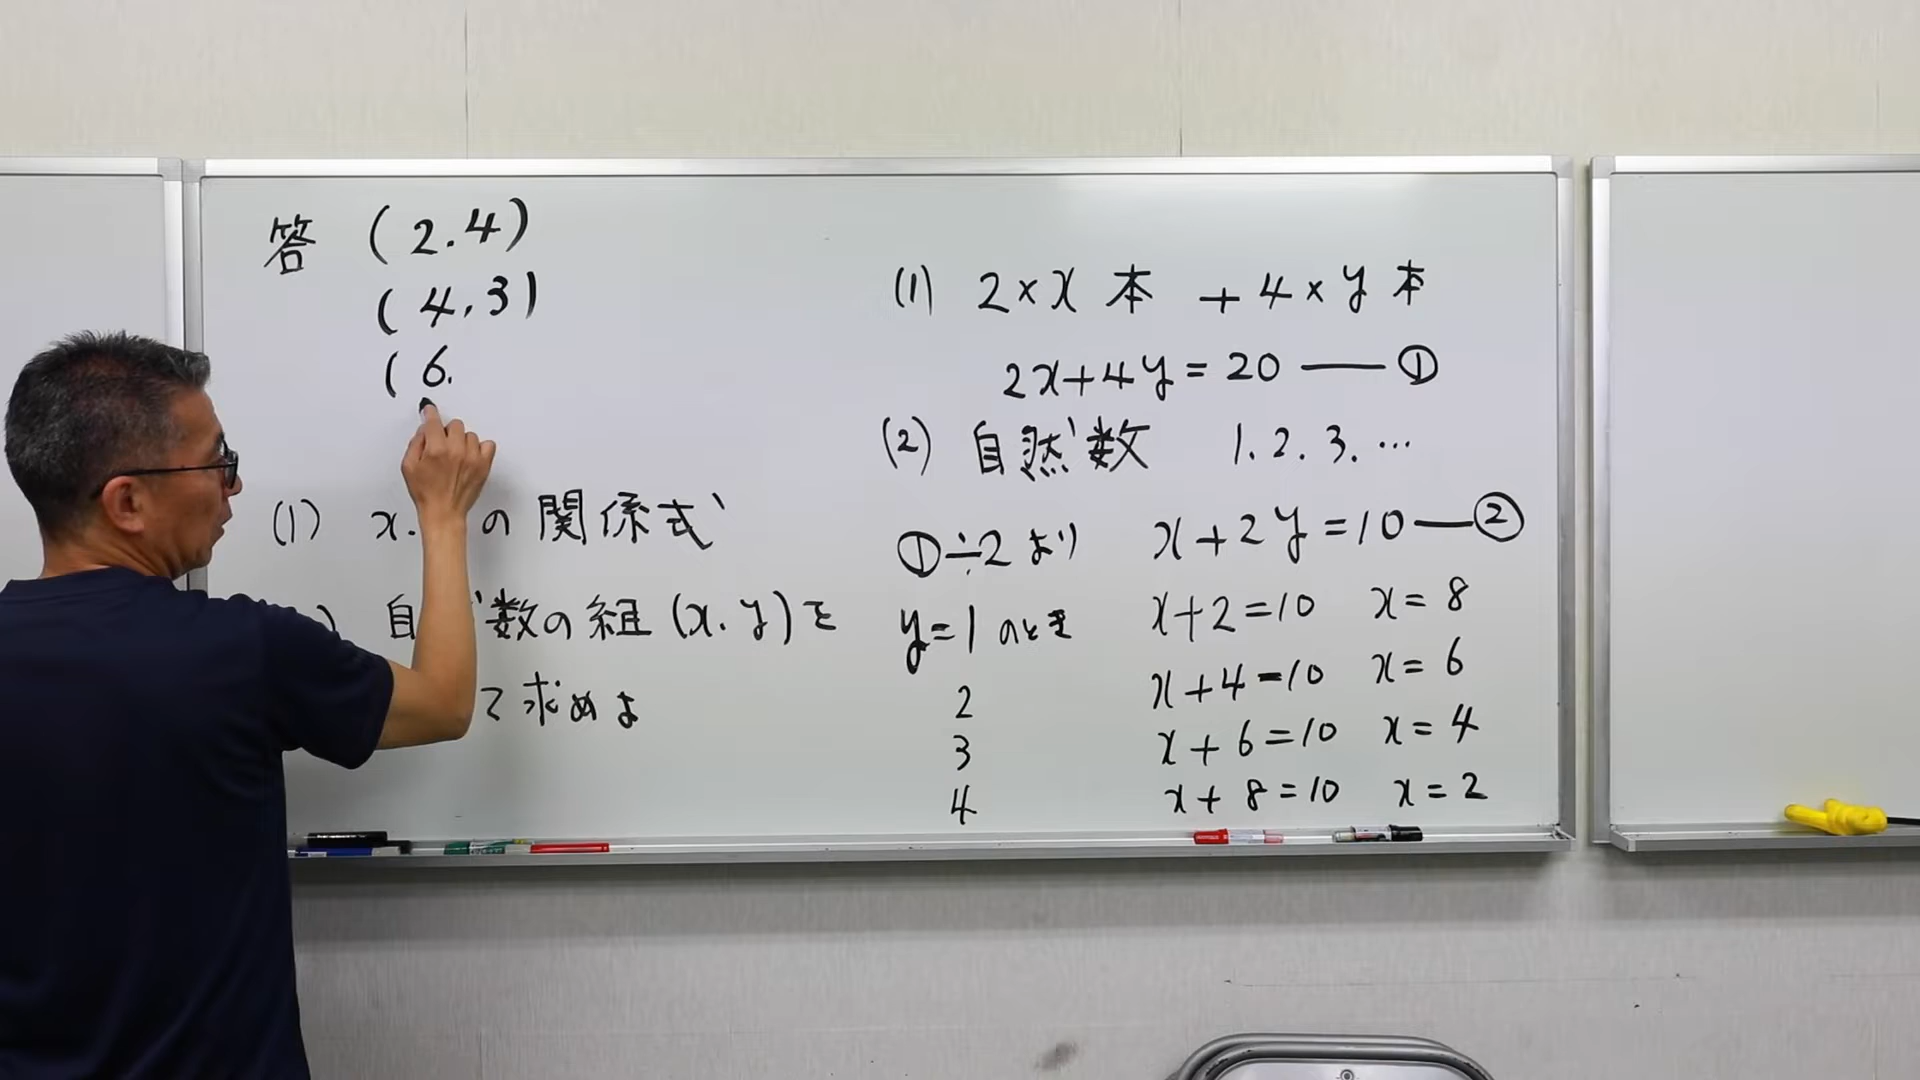 答 (2.4)
(4,3)
(6.
(1) x. の関係式
自 数の組(x.y)を
て求めよ
(1) 2×x本 +4×y本
2x+4y=20 ― ①
(2) 自然数 1.2.3.…
①÷2より x+2y=10 ― ②
y=1のとき x+2=10 x=8
2 x+4=10 x=6
3 x+6=10 x=4
4 x+8=10 x=2